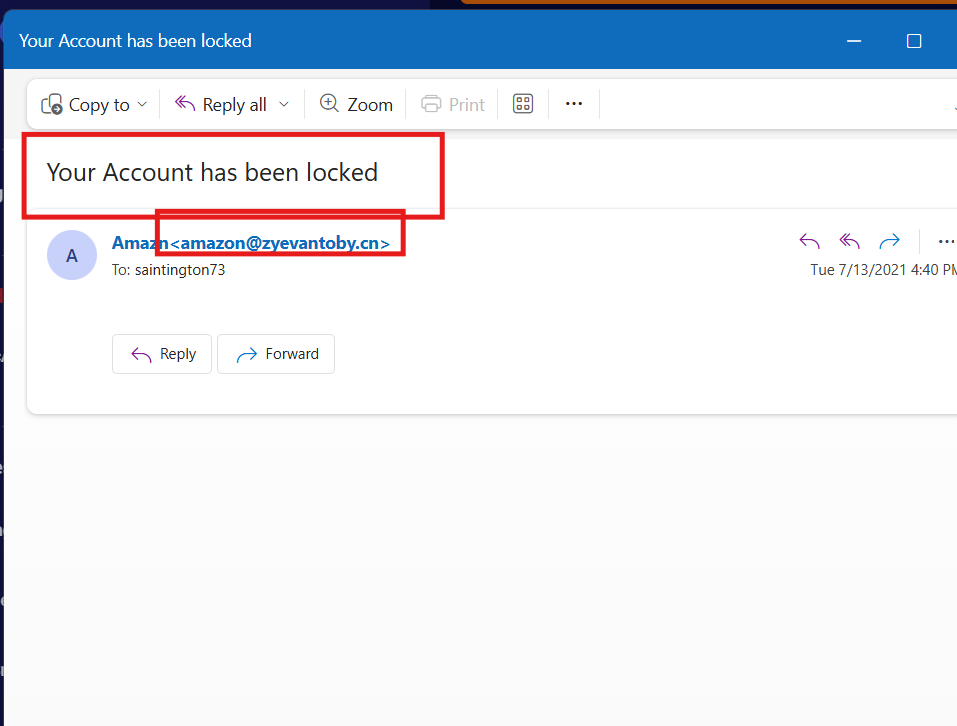 Your Account has been locked
Copy to
Reply all
Zoom
Print
Your Account has been locked
A
Amazn<amazon@zyevantoby.cn>
To: saintington73
Tue 7/13/2021 4:40 PM
Reply
Forward